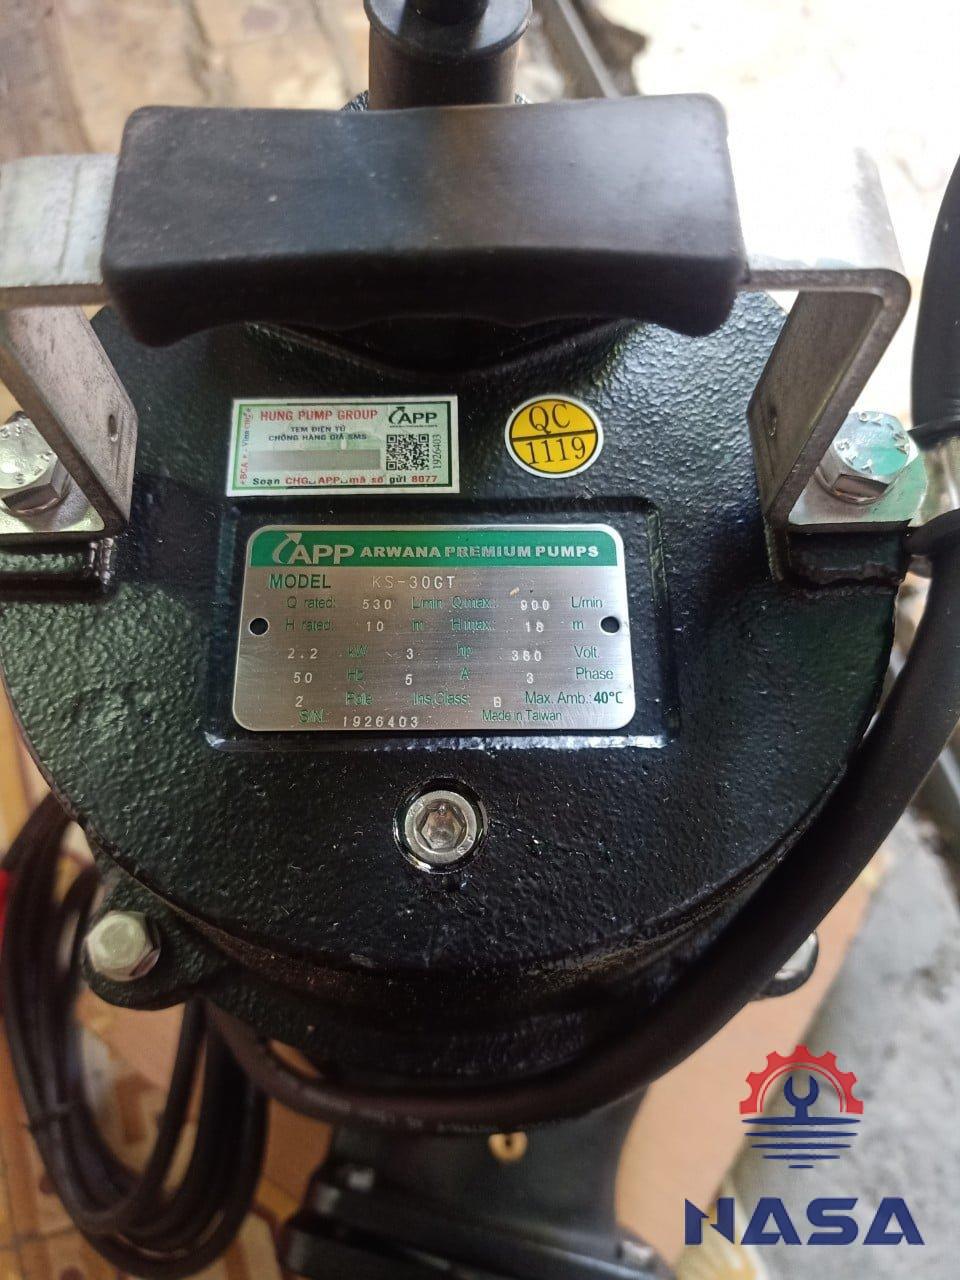 HUNG PUMP GROUP
APP
TEM ĐIỆN TỬ
CHỐNG HÀNG GIẢ SMS
1926403
Soạn CHG_APP_mã số gửi 8077
QC
1119
APP ARWANA PREMIUM PUMPS
MODEL KS-30GT
Q rated: 530 L/min Q.max.: 900 L/min
H rated: 10 m H.max.: 18 m
2.2 kW 3 hp 380 Volt.
50 Hz 5 A 3 Phase
2 Pole Ins.Class: B Max. Amb.: 40°C
S/N: 1926403 Made in Taiwan
NASA